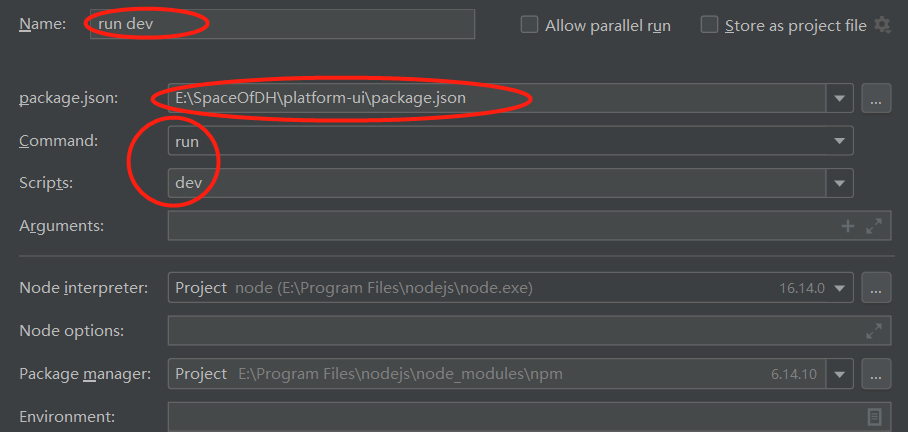 Name: run dev Allow parallel run Store as project file
package.json: E:\SpaceOfDH\platform-ui\package.json ...
Command: run
Scripts: dev
Arguments:
Node interpreter: Project node (E:\Program Files\nodejs\node.exe) 16.14.0 ...
Node options:
Package manager: Project E:\Program Files\nodejs\node_modules\npm 6.14.10 ...
Environment: